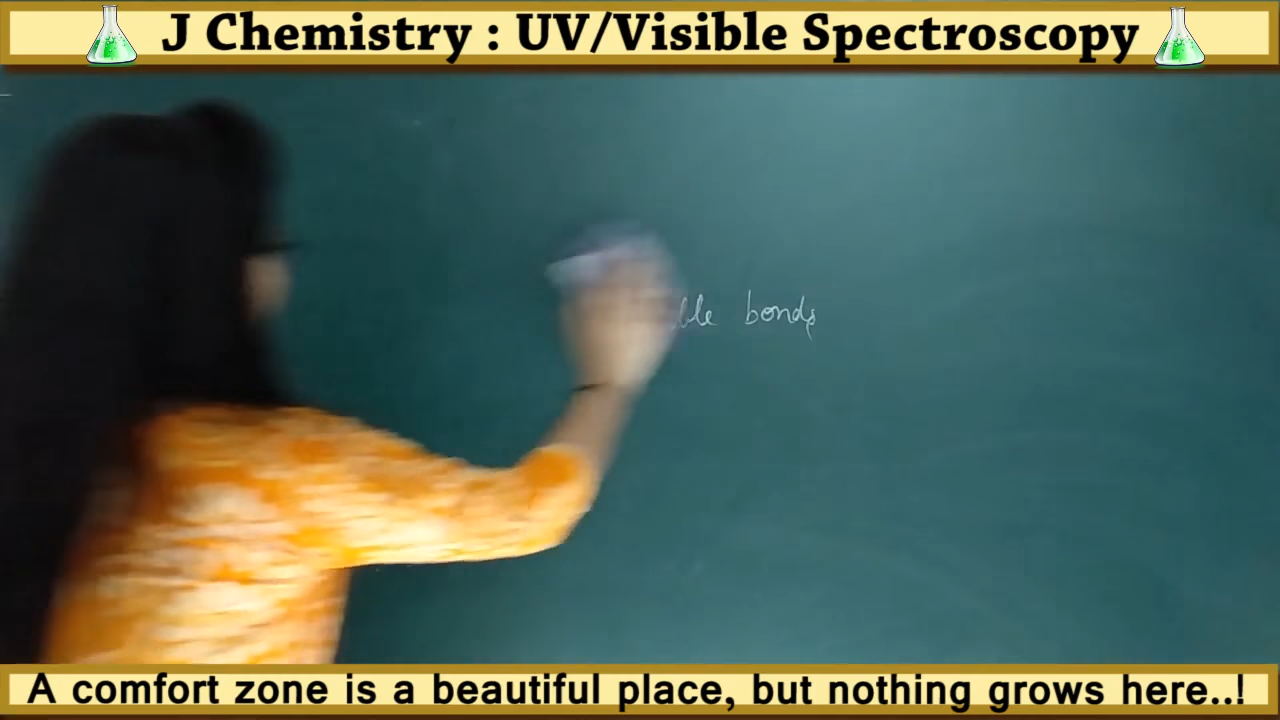 J Chemistry : UV/Visible Spectroscopy
bonds
A comfort zone is a beautiful place, but nothing grows here..!